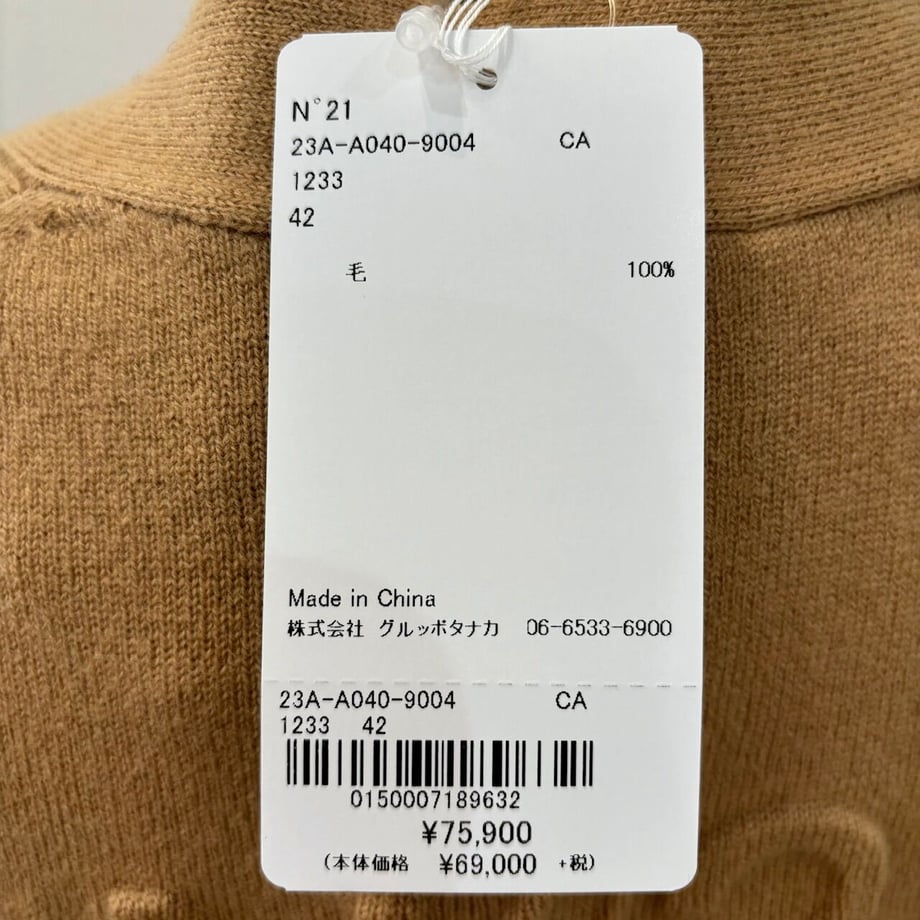 N°21
23A-A040-9004 CA
1233
42
毛 100%
Made in China
株式会社 グルッポタナカ 06-6533-6900
23A-A040-9004 CA
1233 42
0150007189632
¥75,900
(本体価格 ¥69,000 +税)